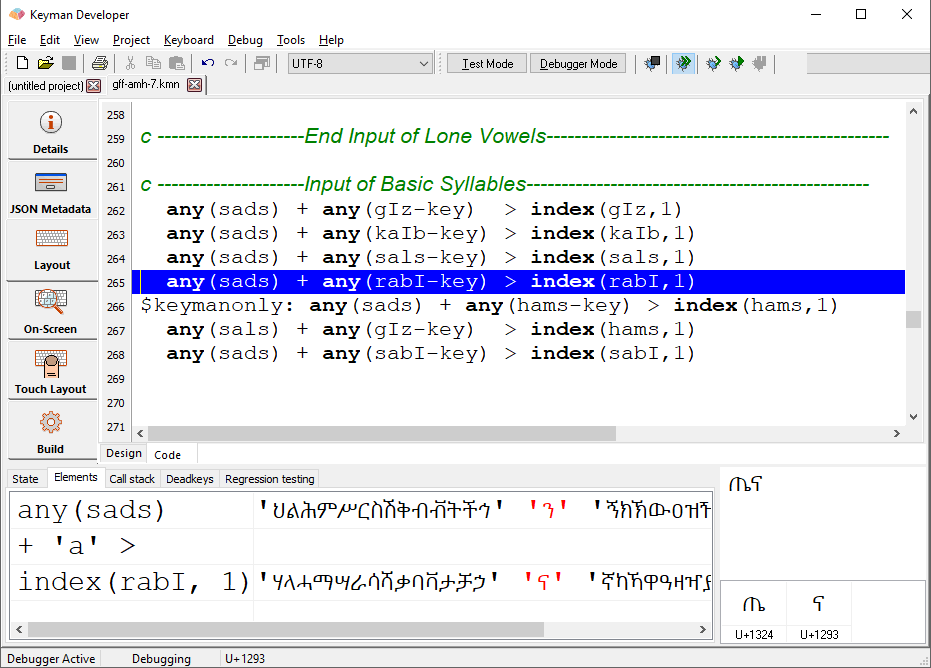 Keyman Developer
File Edit View Project Keyboard Debug Tools Help
UTF-8 Test Mode Debugger Mode
(untitled project) gff-amh-7.kmn
Details
JSON Metadata
Layout
On-Screen
Touch Layout
Build
258
259 c ---------------------End Input of Lone Vowels-------------------------------------------------
260
261 c ---------------------Input of Basic Syllables-------------------------------------------------
262 any(sads) + any(gIz-key) > index(gIz,1)
263 any(sads) + any(kaIb-key) > index(kaIb,1)
264 any(sads) + any(sals-key) > index(sals,1)
265 any(sads) + any(rabI-key) > index(rabI,1)
266 $keymanonly: any(sads) + any(hams-key) > index(hams,1)
267 any(sals) + any(gIz-key) > index(hams,1)
268 any(sads) + any(sabI-key) > index(sabI,1)
269
270
271
Design Code
State Elements Call stack Deadkeys Regression testing
any(sads) 'ህልሕምሥርስሽቅብቭትችኅ' 'ን' 'ኝክኽውዕዝዥ
+ 'a' >
index(rabI, 1) 'ሃላሓማሣራሳሻቃባቫታቻኃ' 'ና' 'ኛካኻዋዓዛዣያ
ጤና
ጤ ና
U+1324 U+1293
Debugger Active Debugging U+1293